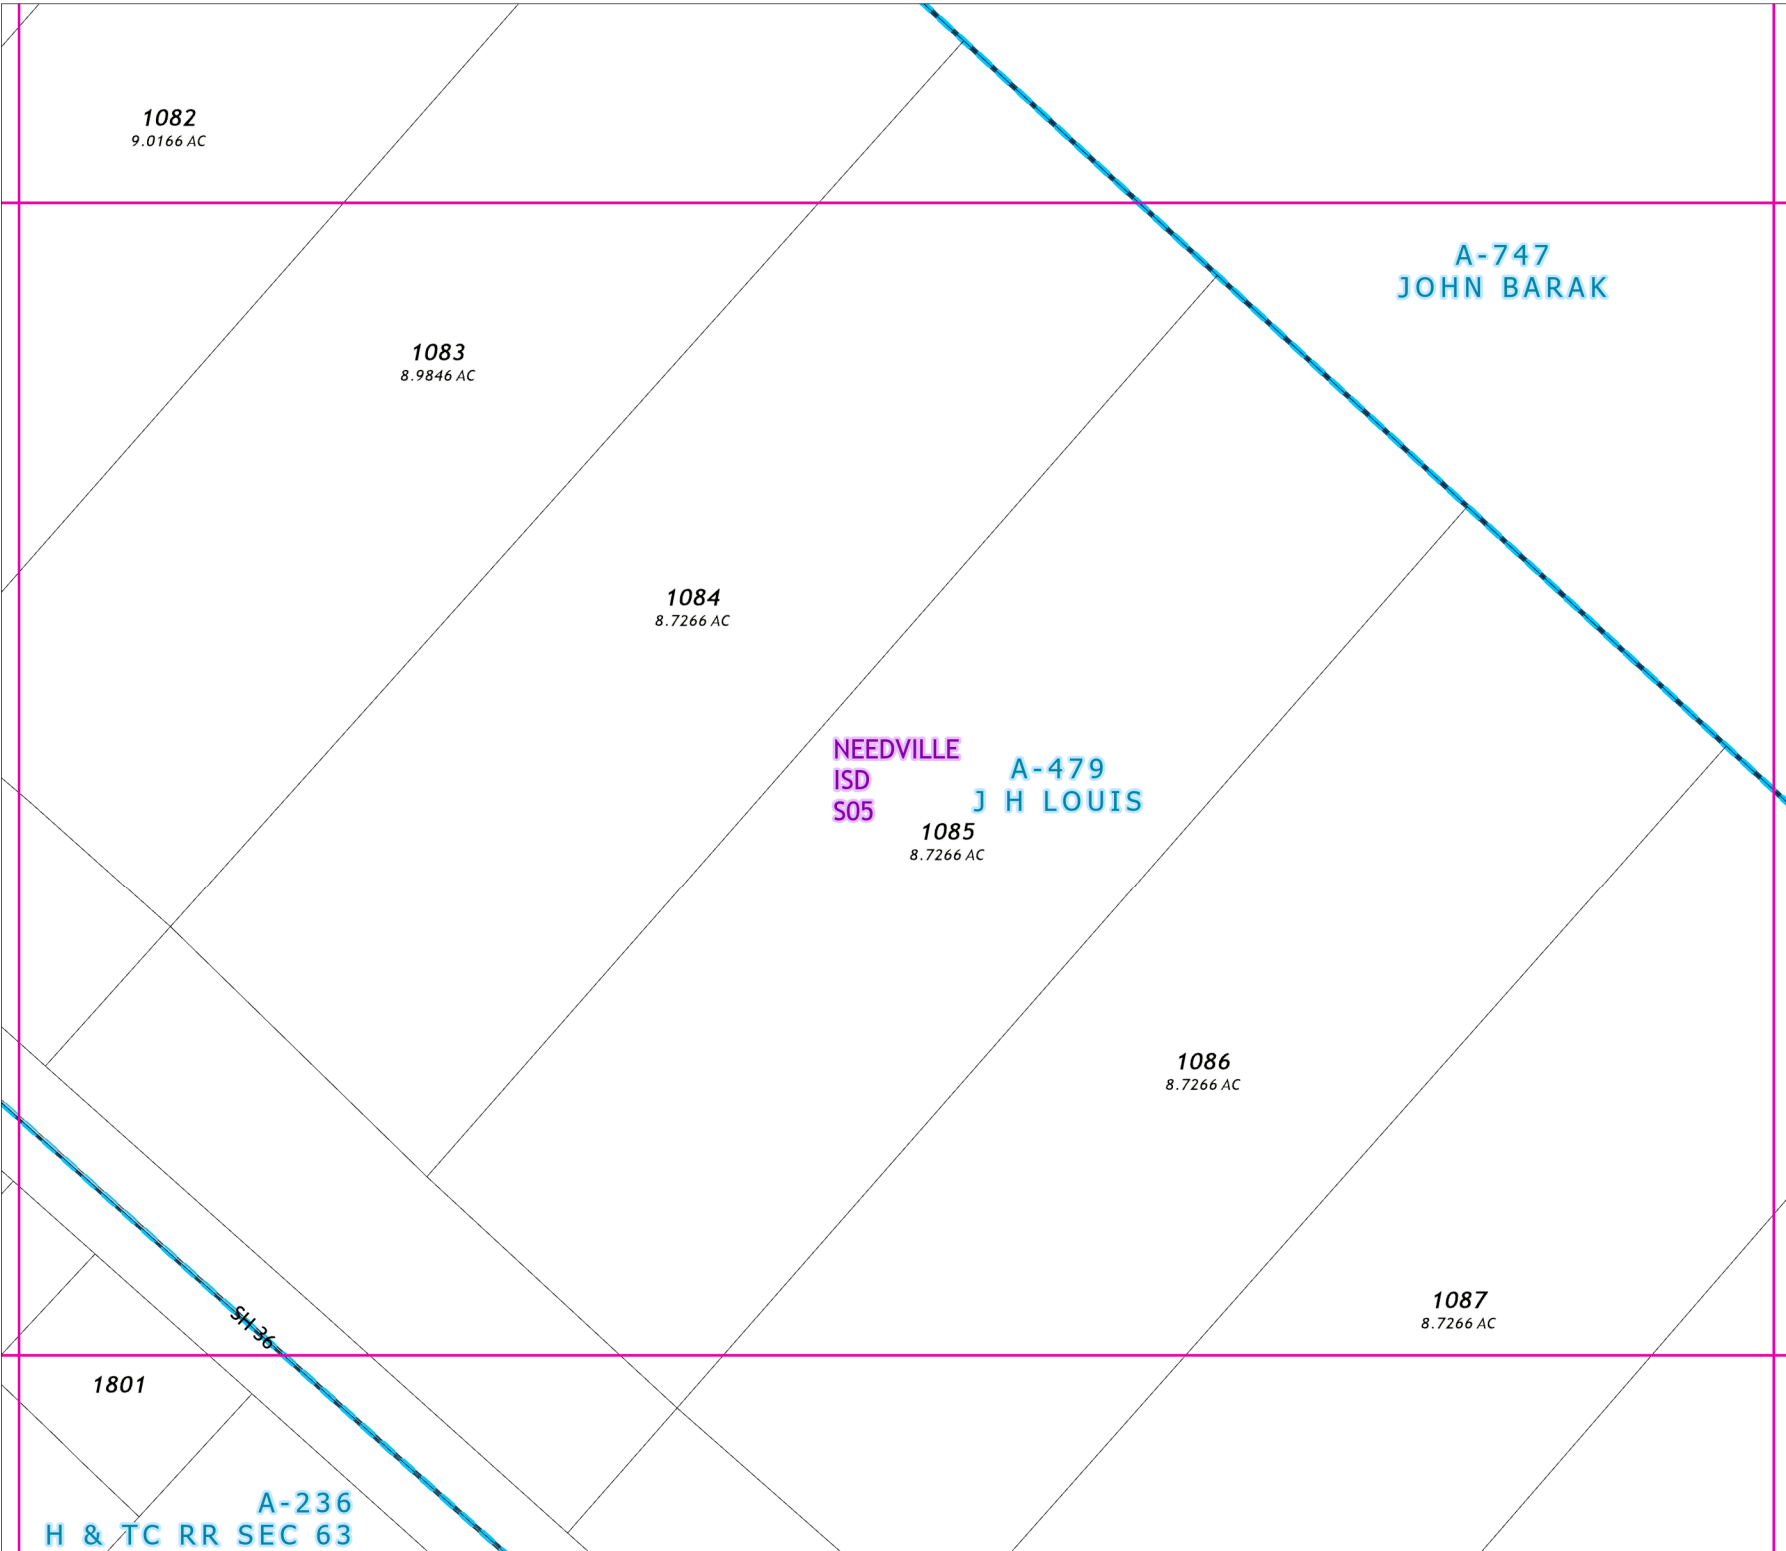 1082
9.0166 AC
A-747
JOHN BARAK
1083
8.9846 AC
1084
8.7266 AC
NEEDVILLE
ISD
S05
A-479
J H LOUIS
1085
8.7266 AC
1086
8.7266 AC
1087
8.7266 AC
SH 36
1801
A-236
H & TC RR SEC 63